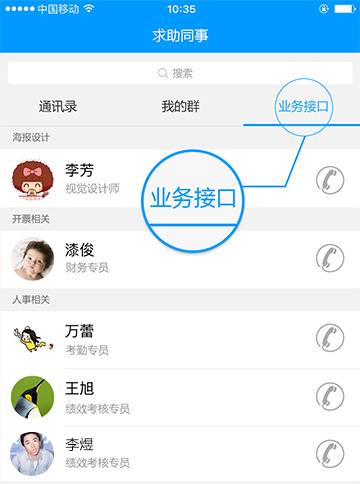 中国移动 10:35
求助同事
搜索
通讯录 我的群 业务接口
海报设计
李芳
视觉设计师
业务接口
开票相关
漆俊
财务专员
人事相关
万蕾
考勤专员
王旭
绩效考核专员
李煜
绩效考核专员